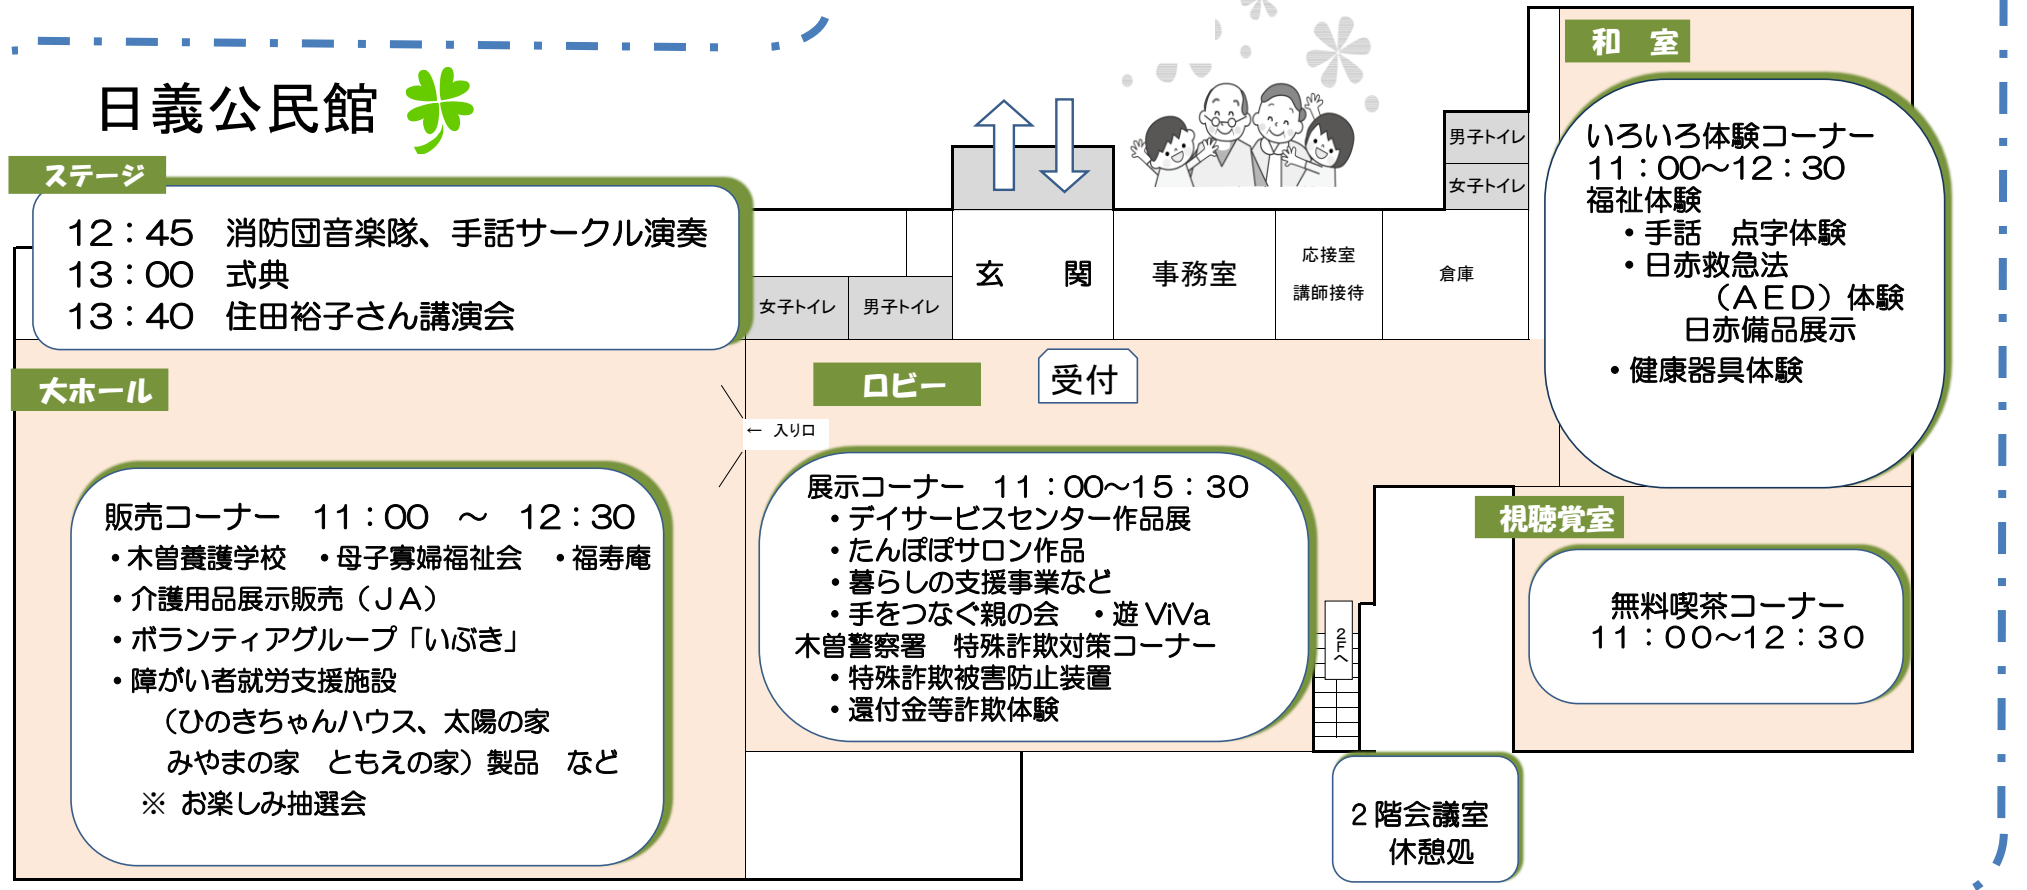 日義公民館
ステージ
12：45　消防団音楽隊、手話サークル演奏
13：00　式典
13：40　住田裕子さん講演会
女子トイレ
男子トイレ
玄　関
事務室
応接室
講師接待
倉庫
男子トイレ
女子トイレ
和　室
いろいろ体験コーナー
11：00～12：30
福祉体験
・手話　点字体験
・日赤救急法
（ＡＥＤ）体験
日赤備品展示
・健康器具体験
大ホール
← 入り口
ロビー
受付
販売コーナー　11：00　～　12：30
・木曽養護学校　・母子寡婦福祉会　・福寿庵
・介護用品展示販売（ＪＡ）
・ボランティアグループ「いぶき」
・障がい者就労支援施設
（ひのきちゃんハウス、太陽の家
みやまの家　ともえの家）製品　など
※ お楽しみ抽選会
展示コーナー　11：00～15：30
・デイサービスセンター作品展
・たんぽぽサロン作品
・暮らしの支援事業など
・手をつなぐ親の会　・遊 ViVa
木曽警察署　特殊詐欺対策コーナー
・特殊詐欺被害防止装置
・還付金等詐欺体験
2Fへ
視聴覚室
無料喫茶コーナー
11：00～12：30
2階会議室
休憩処